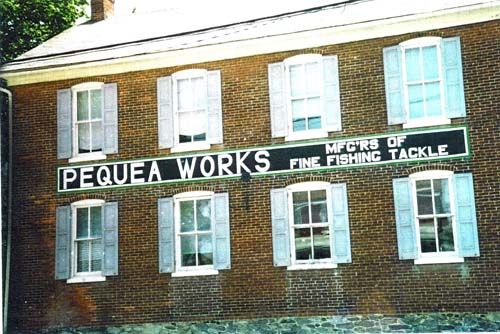 PEQUEA WORKS MFG'RS OF
FINE FISHING TACKLE